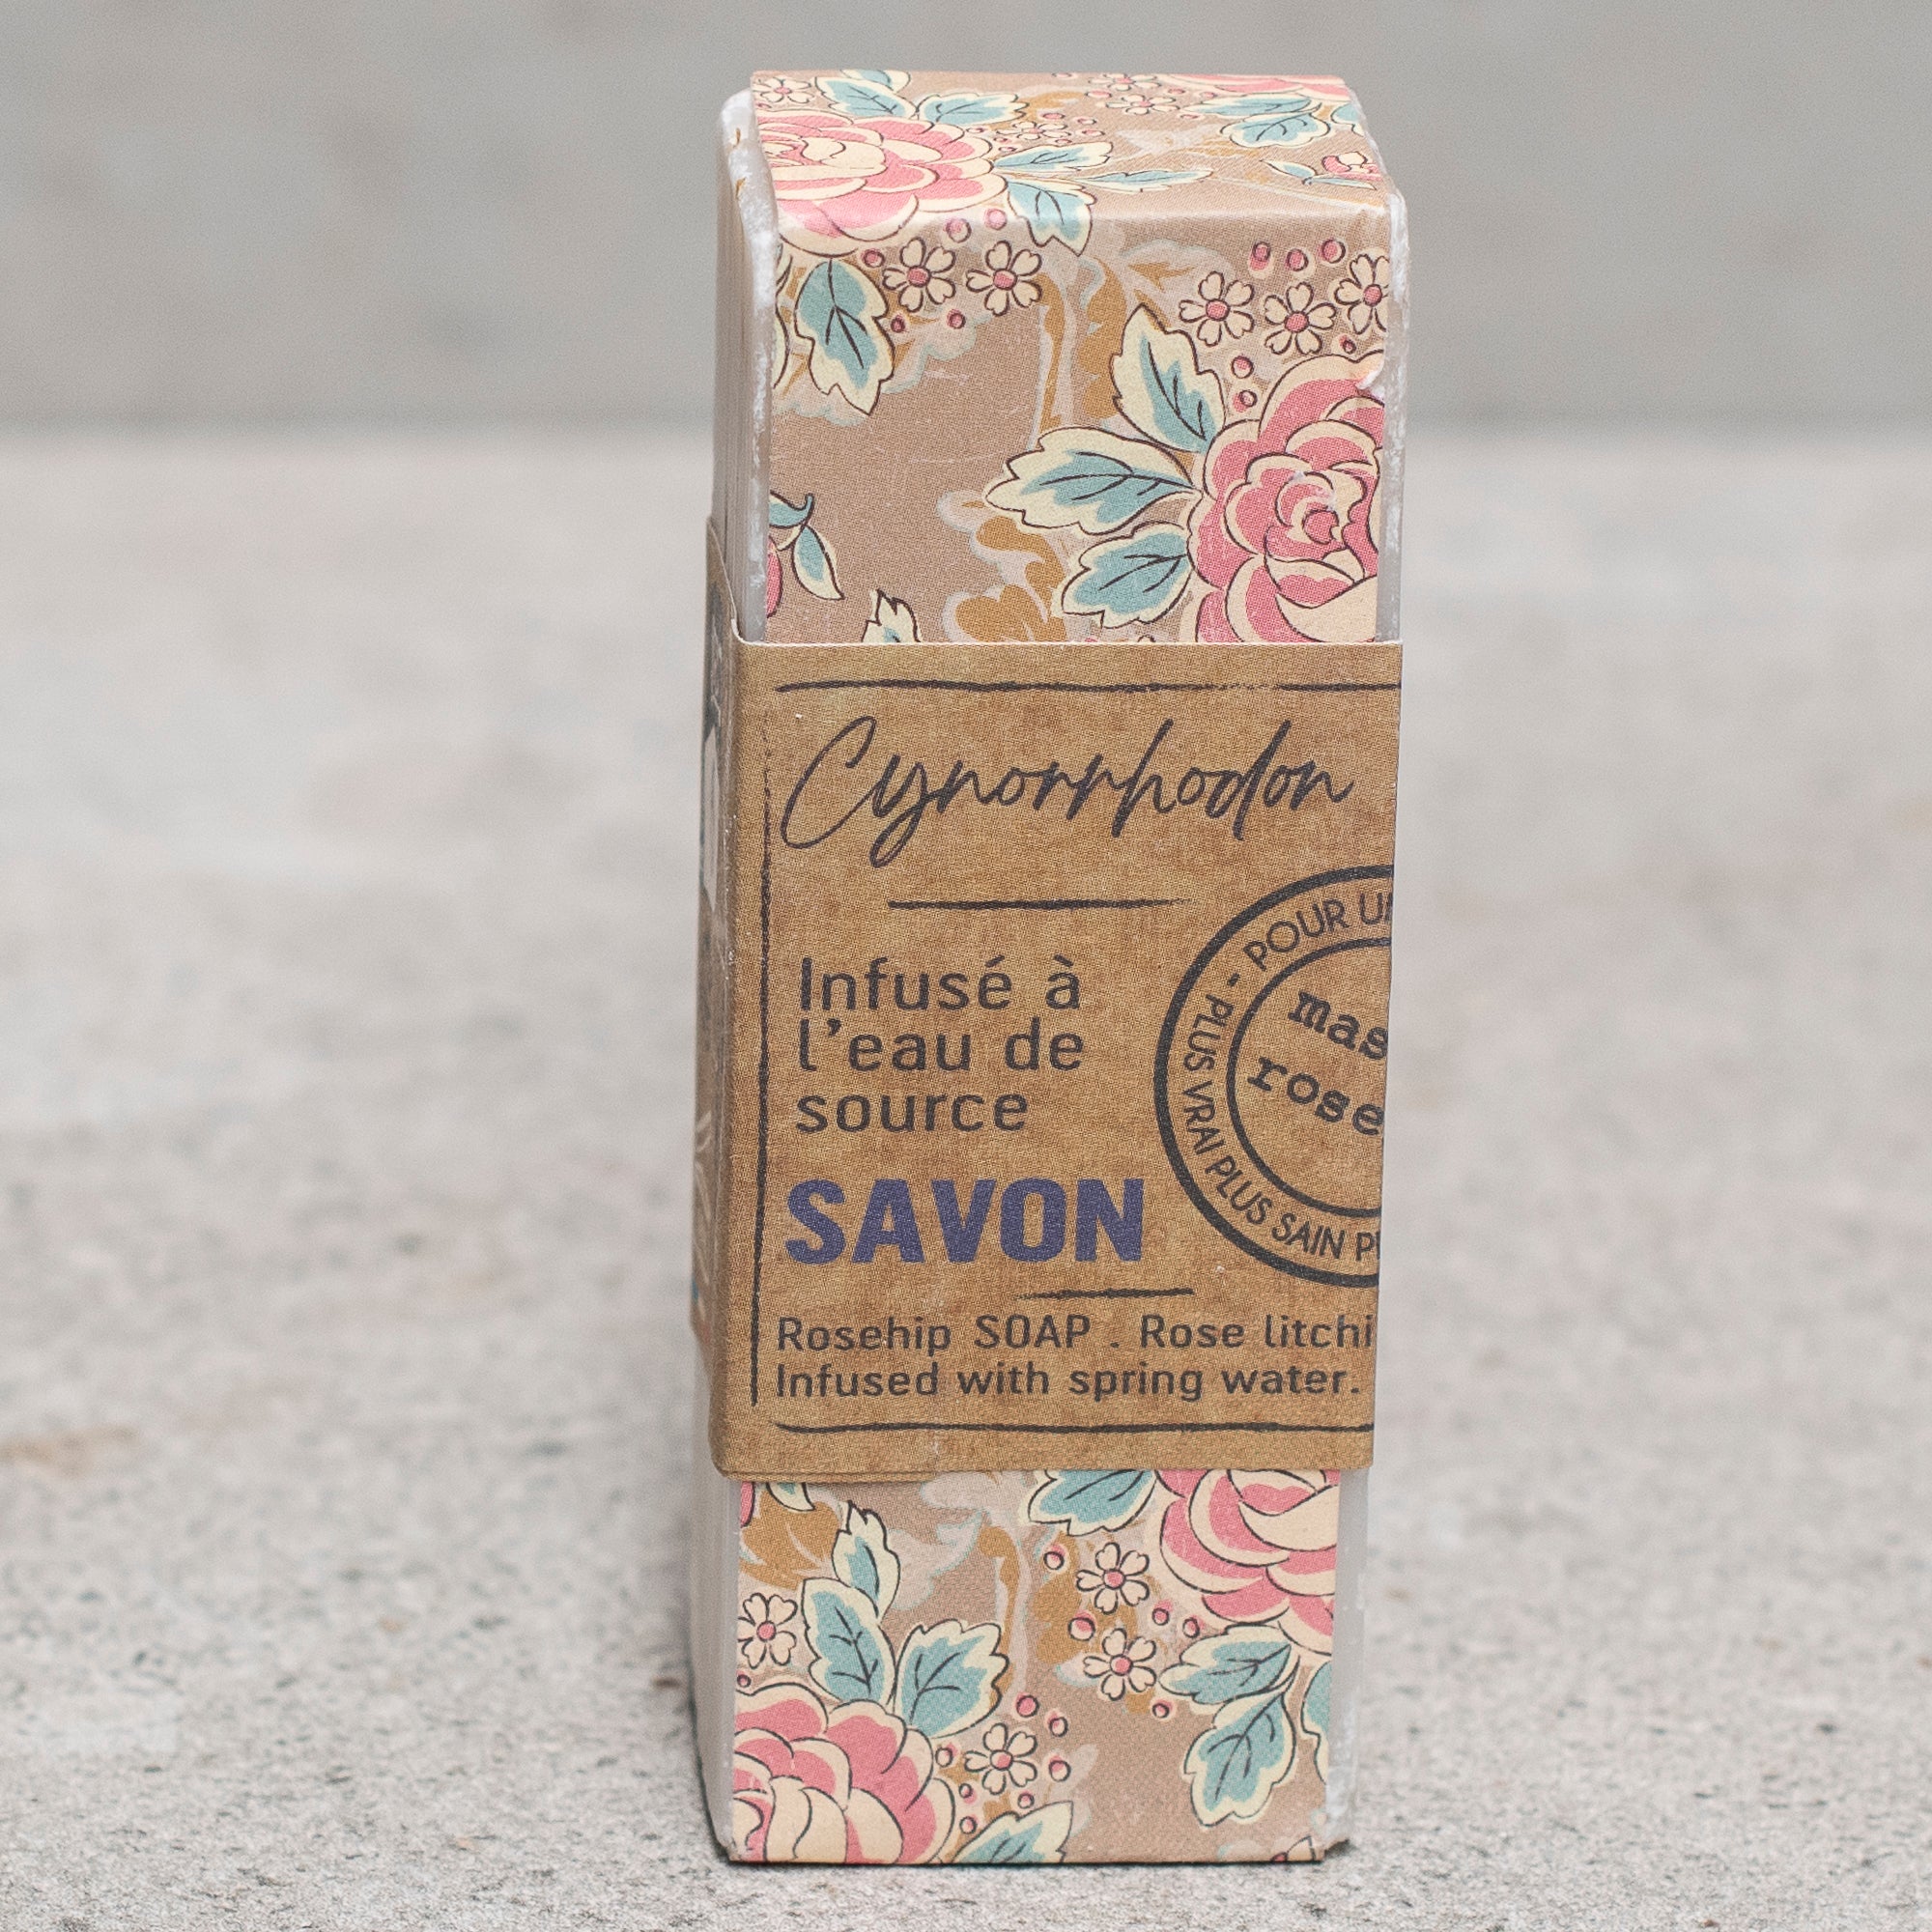 Cynorrhodon
Infusé à
l'eau de
source
SAVON
- POUR
mas
rose
PLUS VRAI PLUS SAIN
Rosehip SOAP . Rose litchi
Infused with spring water.